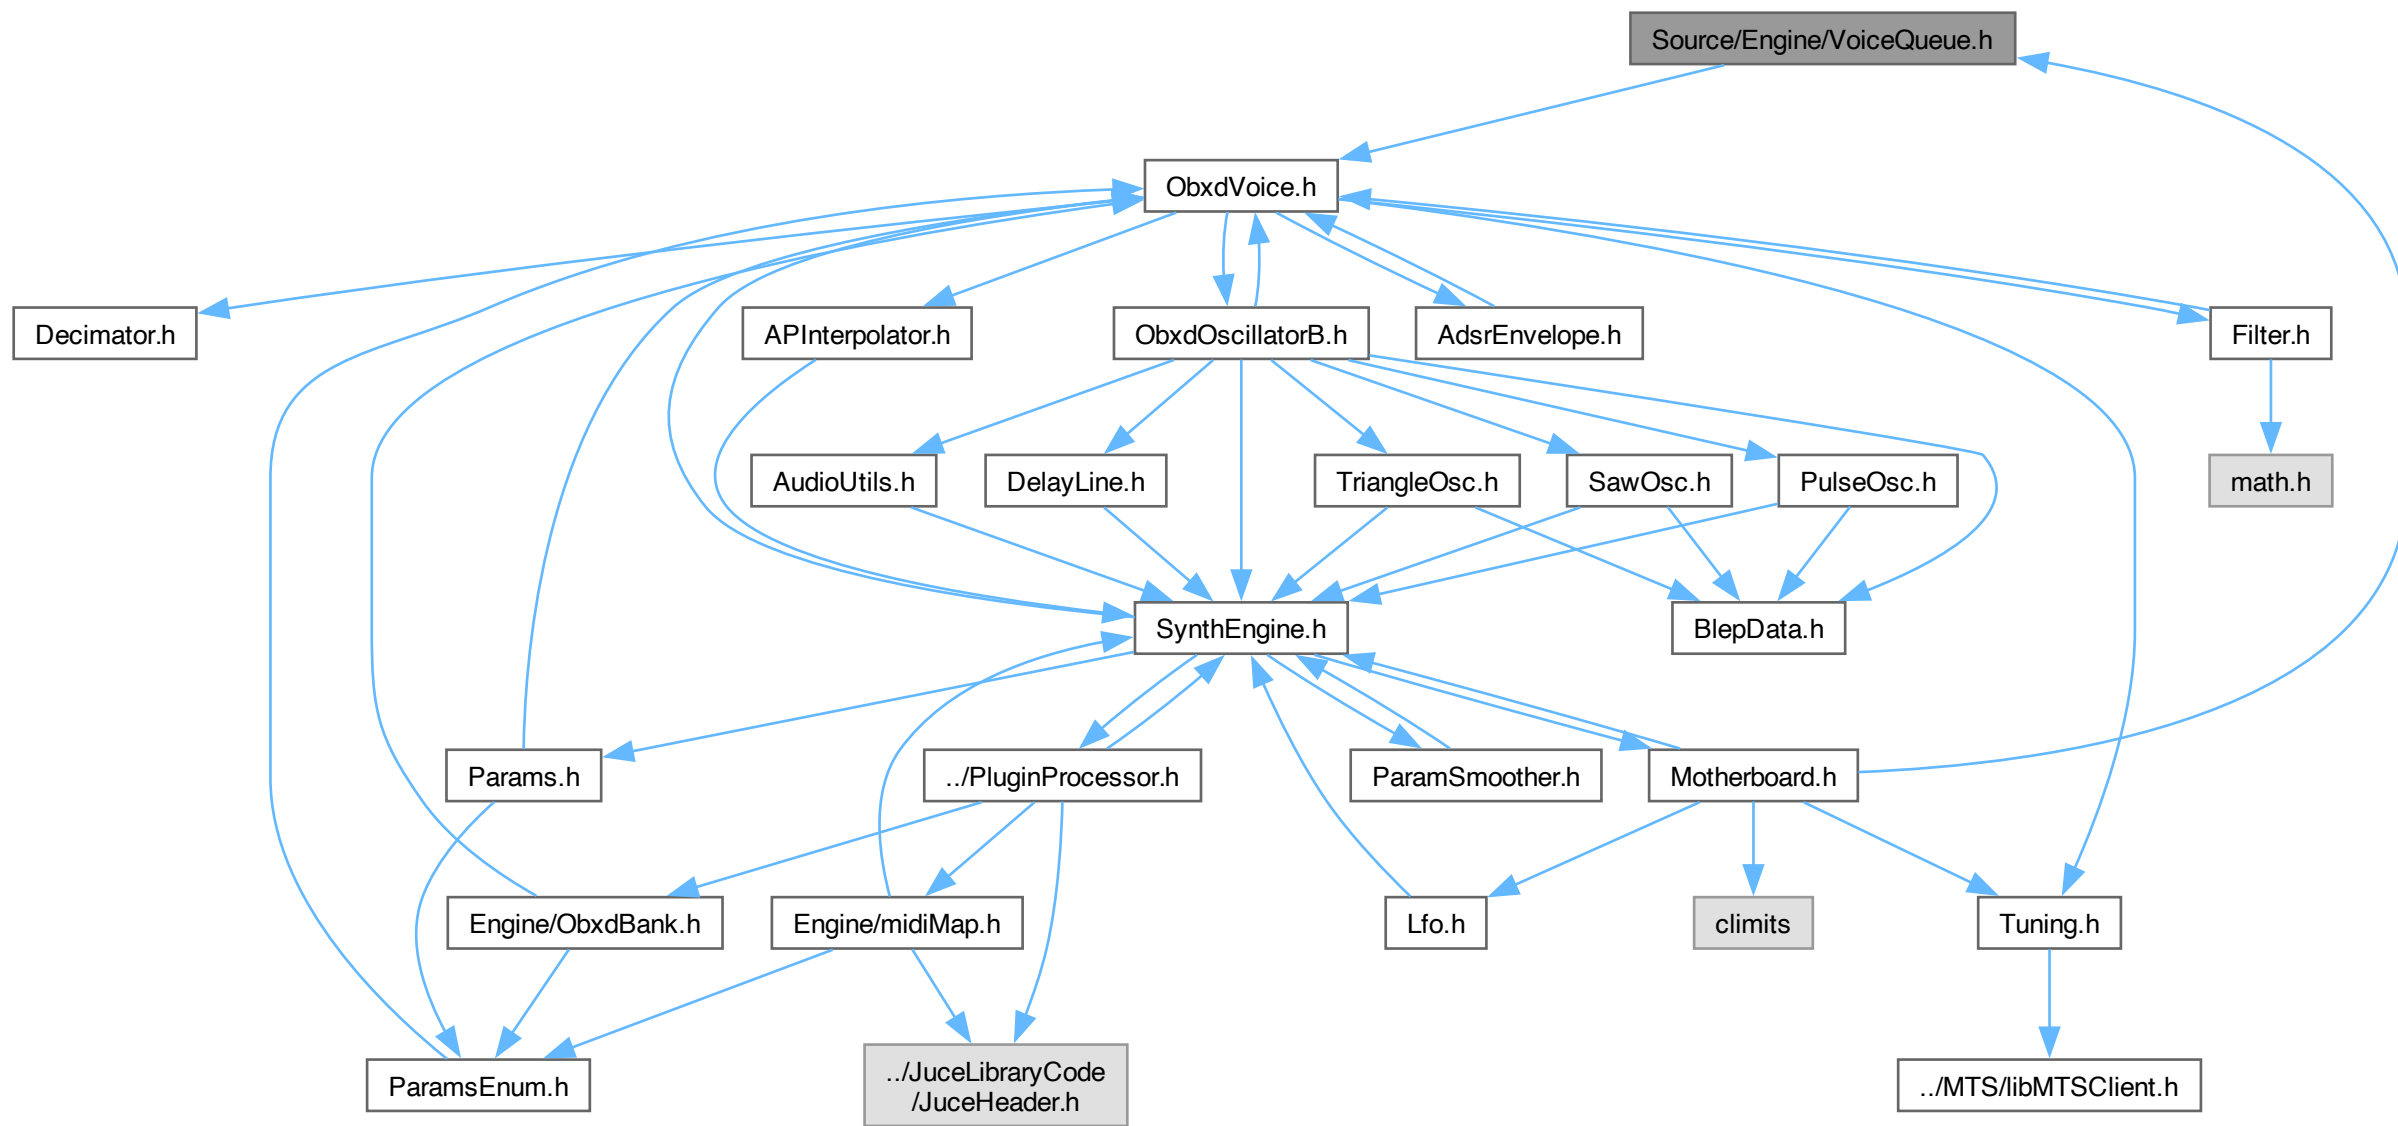 Source/Engine/VoiceQueue.h
ObxdVoice.h
Decimator.h
APInterpolator.h
ObxdOscillatorB.h
AdsrEnvelope.h
Filter.h
AudioUtils.h
DelayLine.h
TriangleOsc.h
SawOsc.h
PulseOsc.h
math.h
SynthEngine.h
BlepData.h
Params.h
../PluginProcessor.h
ParamSmoother.h
Motherboard.h
Engine/ObxdBank.h
Engine/midiMap.h
Lfo.h
climits
Tuning.h
ParamsEnum.h
../JuceLibraryCode
/JuceHeader.h
../MTS/libMTSClient.h